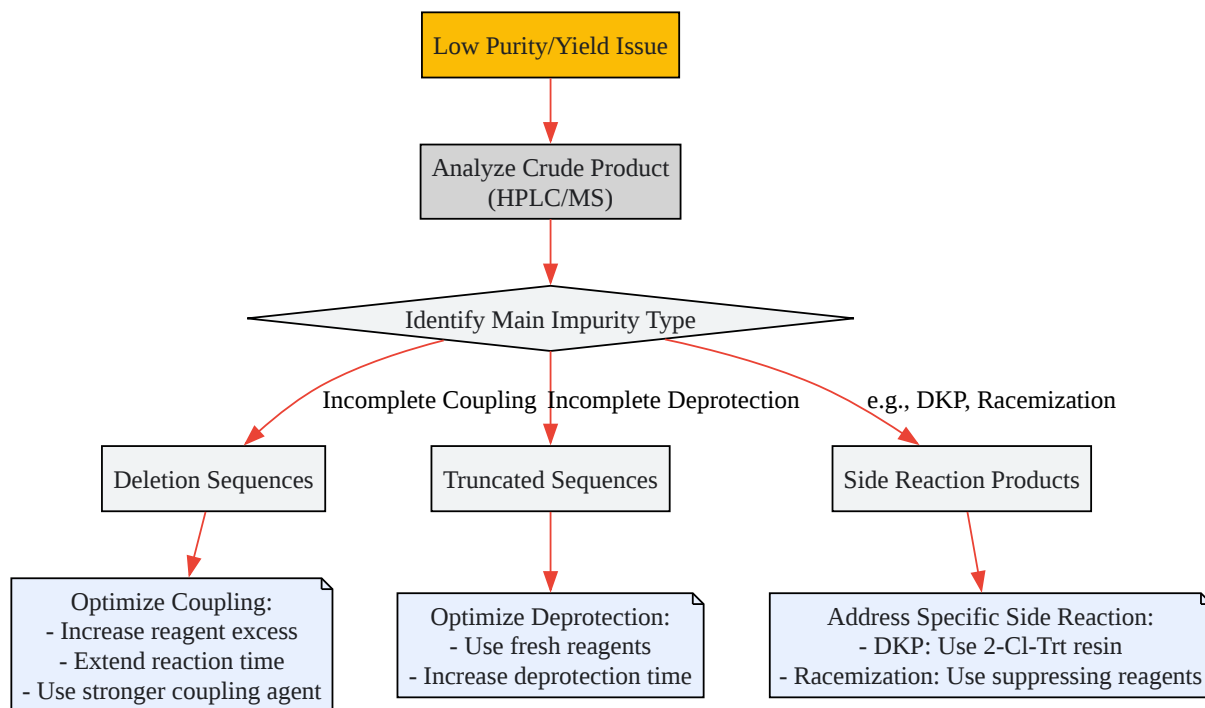 Low Purity/Yield Issue
Analyze Crude Product
(HPLC/MS)
Identify Main Impurity Type
Incomplete Coupling
Incomplete Deprotection
e.g., DKP, Racemization
Deletion Sequences
Truncated Sequences
Side Reaction Products
Optimize Coupling:
- Increase reagent excess
- Extend reaction time
- Use stronger coupling agent
Optimize Deprotection:
- Use fresh reagents
- Increase deprotection time
Address Specific Side Reaction:
- DKP: Use 2-Cl-Trt resin
- Racemization: Use suppressing reagents